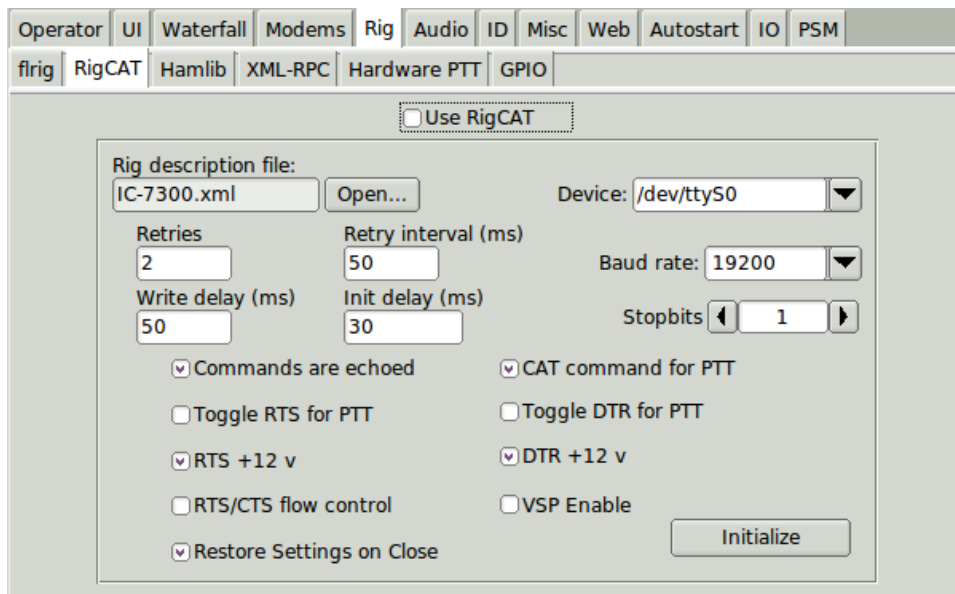 Operator UI Waterfall Modems Rig Audio ID Misc Web Autostart IO PSM
flrig RigCAT Hamlib XML-RPC Hardware PTT GPIO
Use RigCAT
Rig description file:
IC-7300.xml Open... Device: /dev/ttyS0
Retries Retry interval (ms)
2 50 Baud rate: 19200
Write delay (ms) Init delay (ms)
50 30 Stopbits 1
Commands are echoed CAT command for PTT
Toggle RTS for PTT Toggle DTR for PTT
RTS +12 v DTR +12 v
RTS/CTS flow control VSP Enable
Restore Settings on Close Initialize